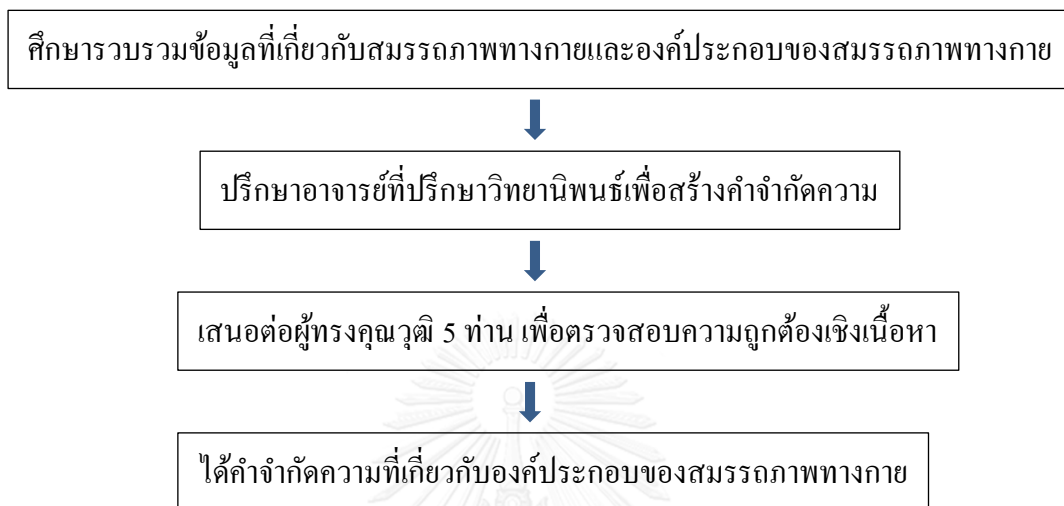 ศึกษารวบรวมข้อมูลที่เกี่ยวกับสมรรถภาพทางกายและองค์ประกอบของสมรรถภาพทางกาย
ปรึกษาอาจารย์ที่ปรึกษาวิทยานิพนธ์เพื่อสร้างคำจำกัดความ
เสนอต่อผู้ทรงคุณวุฒิ 5 ท่าน เพื่อตรวจสอบความถูกต้องเชิงเนื้อหา
ได้คำจำกัดความที่เกี่ยวกับองค์ประกอบของสมรรถภาพทางกาย